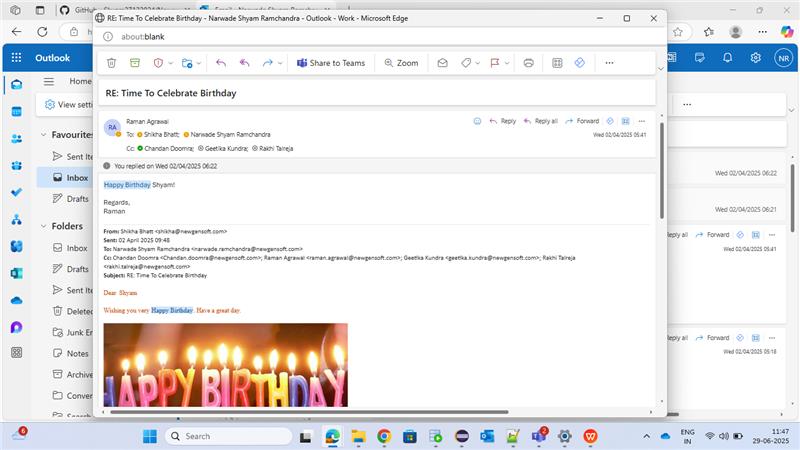 RE: Time To Celebrate Birthday - Narwade Shyam Ramchandra - Outlook - Work - Microsoft Edge
about:blank
Outlook
NR
Share to Teams
Zoom
Home
View setti
RE: Time To Celebrate Birthday
RA
Raman Agrawal
Reply
Reply all
Forward
To: Shikha Bhatt; Narwade Shyam Ramchandra
Wed 02/04/2025 05:41
Cc: Chandan Doomra; Geetika Kundra; Rakhi Talreja
You replied on Wed 02/04/2025 06:22
Favourites
Sent Ite
Inbox
Drafts
Folders
Inbox
Drafts
Sent Ite
Deleted
Junk Em
Notes
Archive
Conver
Search
Happy Birthday Shyam!
Regards,
Raman
From: Shikha Bhatt <shikha@newgensoft.com>
Sent: 02 April 2025 09:48
To: Narwade Shyam Ramchandra <narwade.ramchandra@newgensoft.com>
Cc: Chandan Doomra <Chandan.doomra@newgensoft.com>; Raman Agrawal <raman.agrawal@newgensoft.com>; Geetika Kundra <geetika.kundra@newgensoft.com>; Rakhi Talreja
<rakhi.talreja@newgensoft.com>
Subject: RE: Time To Celebrate Birthday
Dear Shyam
Wishing you very Happy Birthday. Have a great day.
HAPPY BIRTHDAY
Wed 02/04/2025 06:22
Wed 02/04/2025 06:21
eply all
Forward
Wed 02/04/2025 05:41
eply all
Forward
Wed 02/04/2025 05:18
6
Search
2
ENG
IN
11:47
29-06-2025